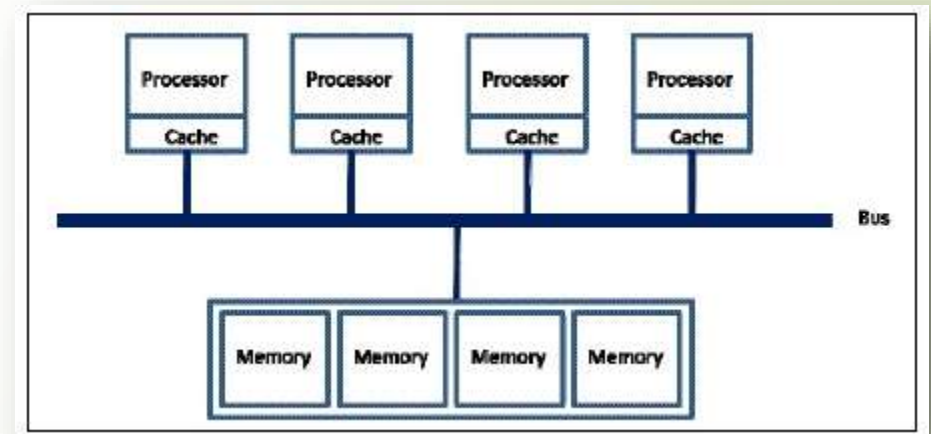 Processor Processor Processor Processor
Cache Cache Cache Cache
Bus
Memory Memory Memory Memory